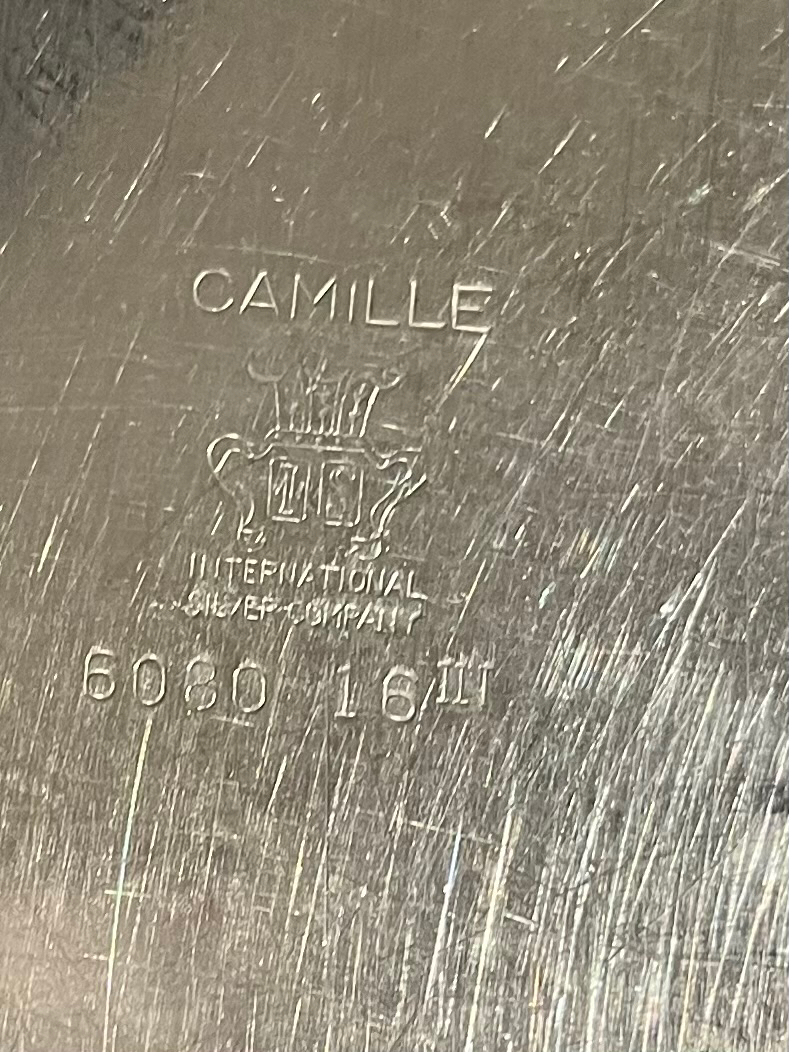 CAMILLE
IS
INTERNATIONAL
SILVER COMPANY
6080 16 III